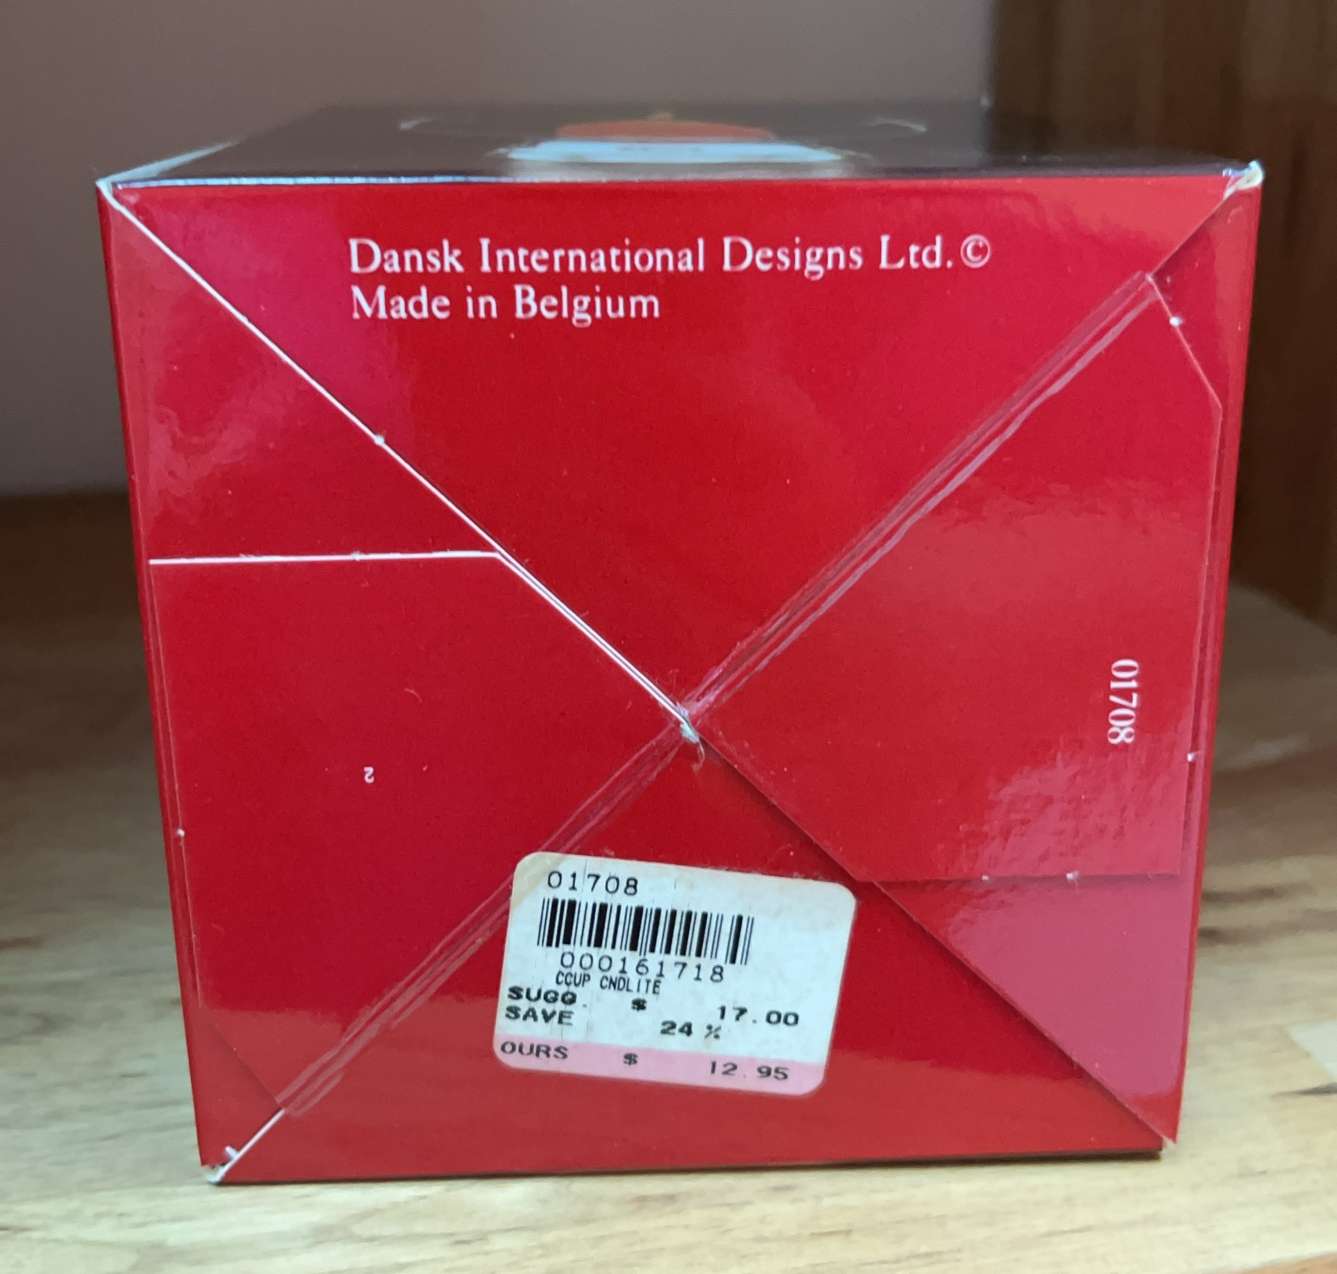 Dansk International Designs Ltd.©
Made in Belgium
01708
2
01708
000161718
CCUP CNDLITE
SUGG. $ 17.00
SAVE 24 %
OURS $ 12.95